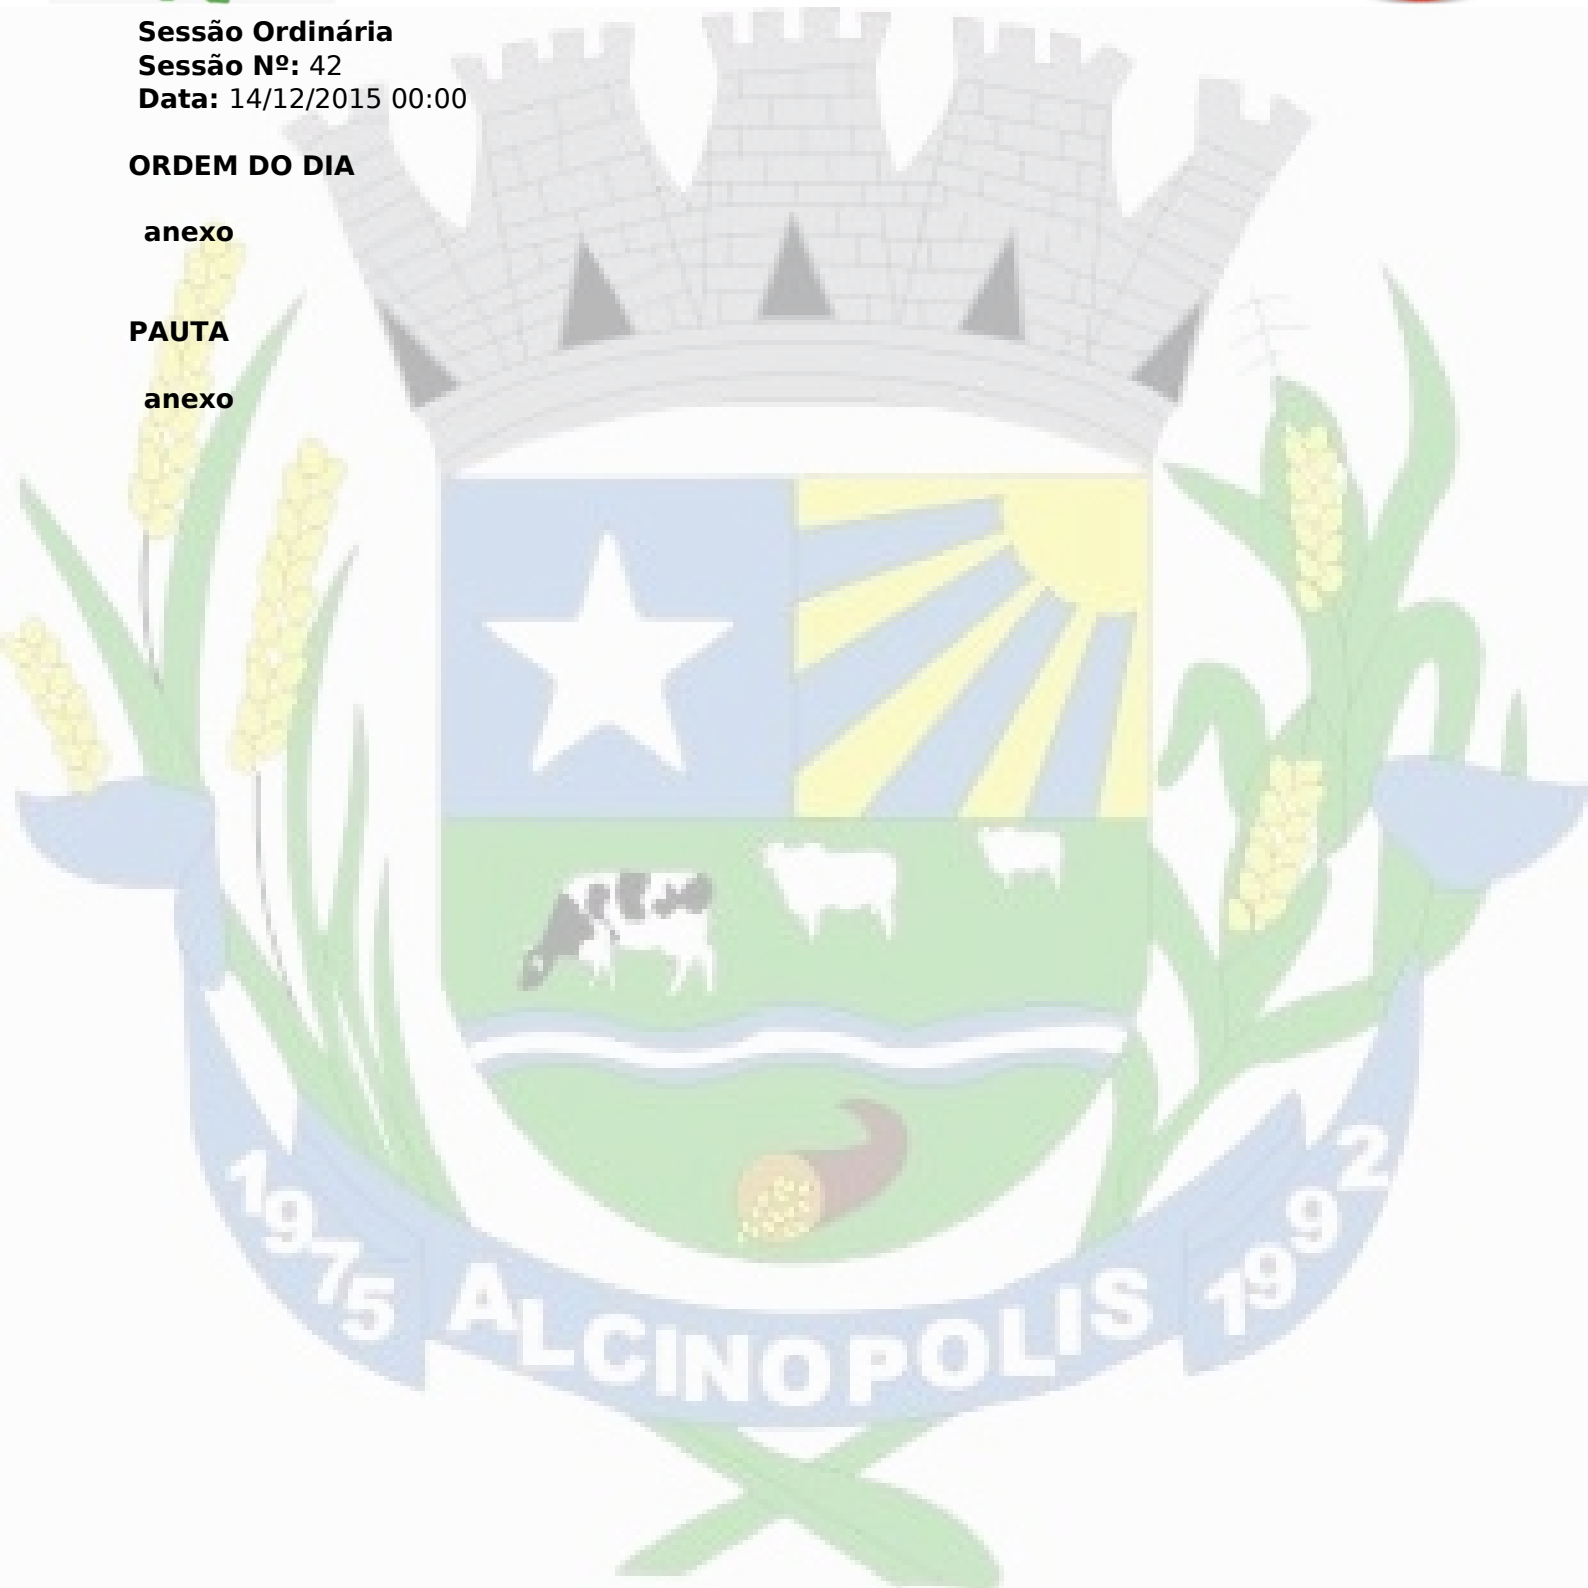 Sessão Ordinária
Sessão Nº: 42
Data: 14/12/2015 00:00
ORDEM DO DIA
anexo
PAUTA
anexo
1975 ALCINOPOLIS 1992